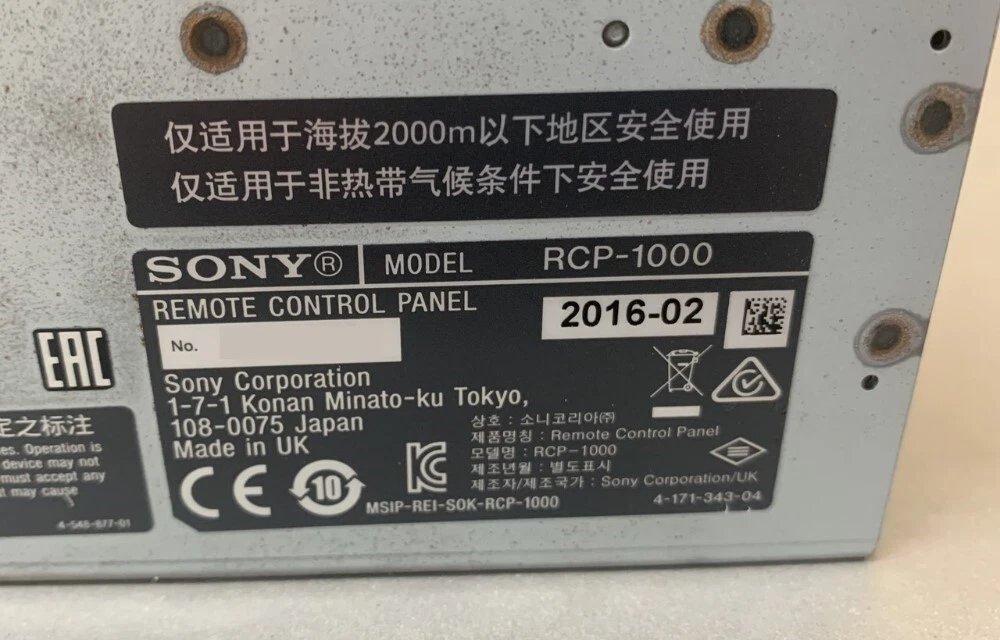 仅适用于海拔2000m以下地区安全使用
仅适用于非热带气候条件下安全使用
SONY® MODEL RCP-1000
REMOTE CONTROL PANEL
2016-02
No.
Sony Corporation
1-7-1 Konan Minato-ku Tokyo,
108-0075 Japan
Made in UK
CE
10
MSIP-REI-SOK-RCP-1000
상호 : 소니코리아㈜
제품명칭 : Remote Control Panel
모델명 : RCP-1000
제조년월 : 별도표시
제조자/제조국가 : Sony Corporation/UK
4-171-343-04
EAC
定之标注
es. Operation is
device may not
must accept any
t may cause
4-548-877-01